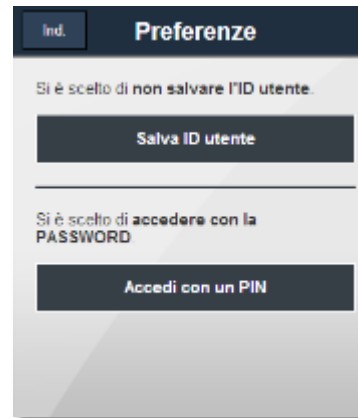 Ind.
Preferenze
Si è scelto di non salvare l'ID utente.
Salva ID utente
Si è scelto di accedere con la
PASSWORD
Accedi con un PIN